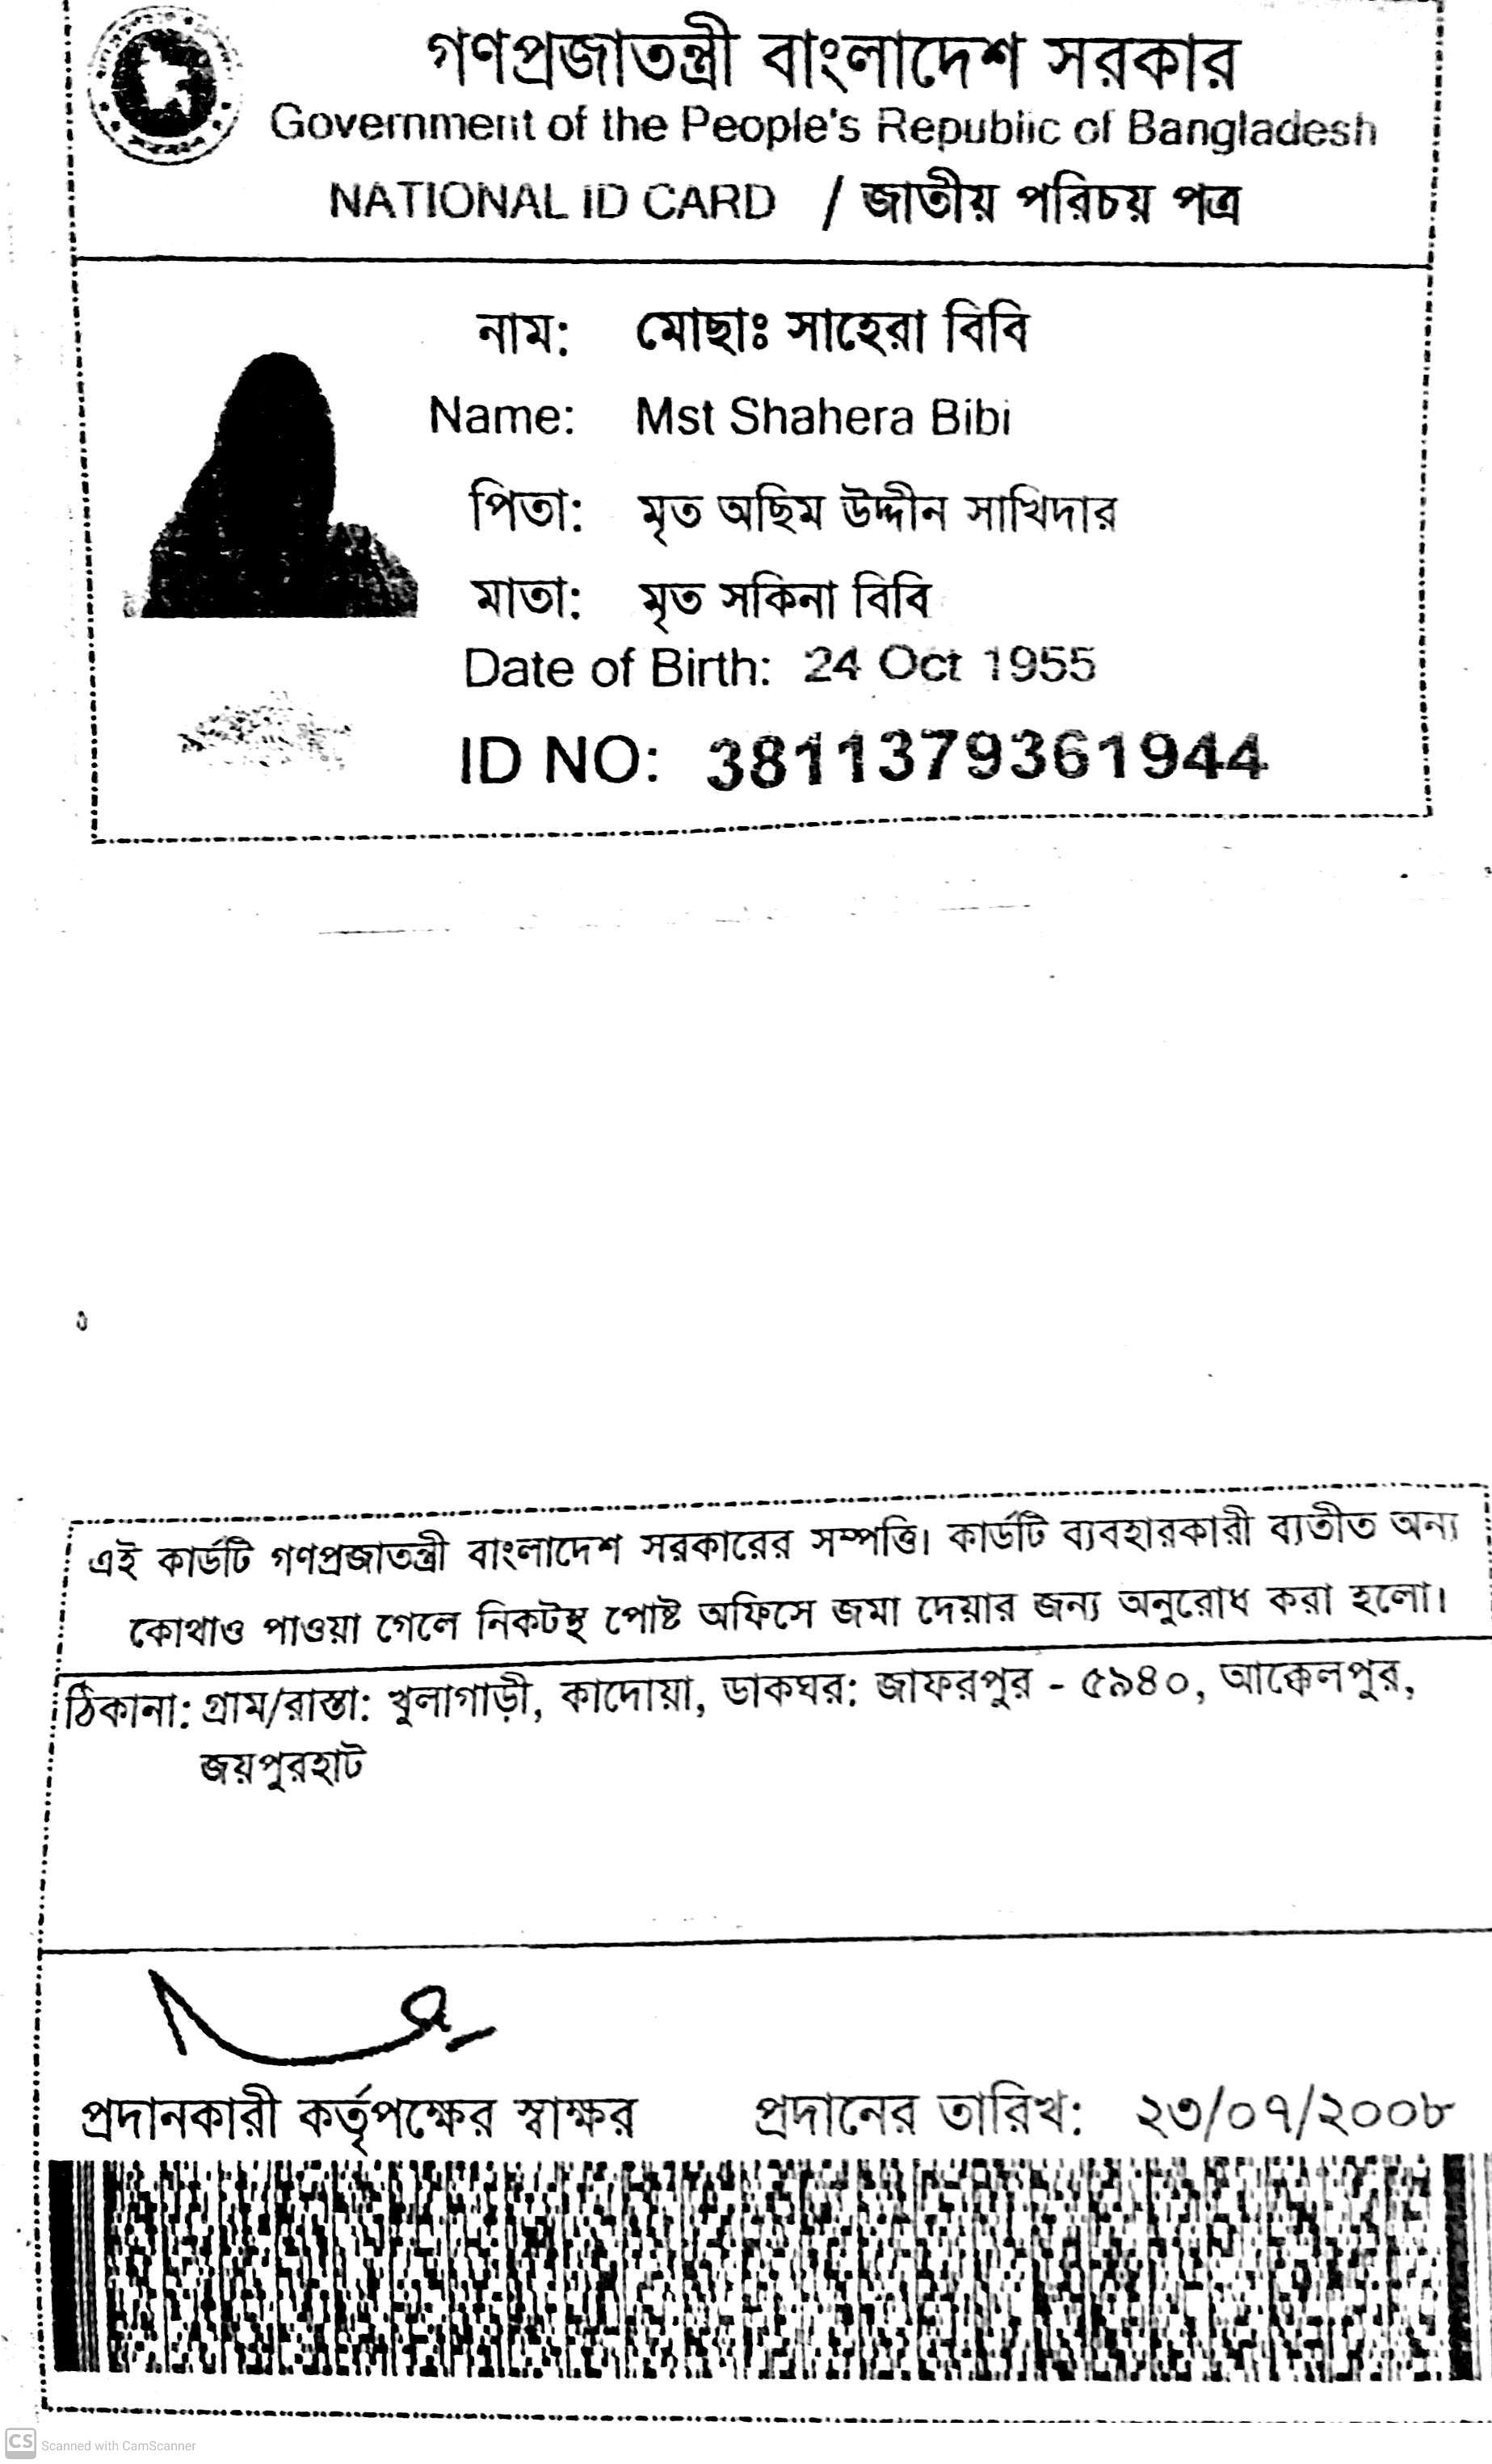 গণপ্রজাতন্ত্রী বাংলাদেশ সরকার
Government of the People's Republic of Bangladesh
NATIONAL ID CARD / জাতীয় পরিচয় পত্র
নাম: মোছাঃ সাহেরা বিবি
Name: Mst Shahera Bibi
পিতা: মৃত অছিম উদ্দীন সাখিদার
মাতা: মৃত সকিনা বিবি
Date of Birth: 24 Oct 1955
ID NO: 3811379361944
এই কার্ডটি গণপ্রজাতন্ত্রী বাংলাদেশ সরকারের সম্পত্তি। কার্ডটি ব্যবহারকারী ব্যতীত অন্য
কোথাও পাওয়া গেলে নিকটস্থ পোষ্ট অফিসে জমা দেয়ার জন্য অনুরোধ করা হলো।
ঠিকানা: গ্রাম/রাস্তা: খুলাগাড়ী, কাদোয়া, ডাকঘর: জাফরপুর - ৫৯৪০, আক্কেলপুর,
জয়পুরহাট
প্রদানকারী কর্তৃপক্ষের স্বাক্ষর প্রদানের তারিখ: ২৩/০৭/২০০৮
CS Scanned with CamScanner